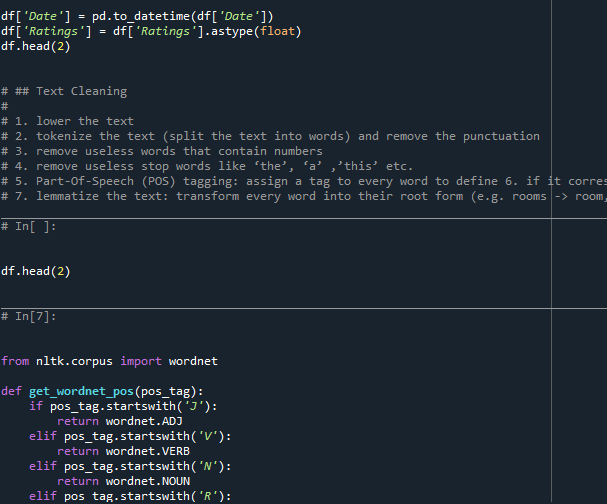 df['Date'] = pd.to_datetime(df['Date'])
df['Ratings'] = df['Ratings'].astype(float)
df.head(2)
# ## Text Cleaning
#
# 1. lower the text
# 2. tokenize the text (split the text into words) and remove the punctuation
# 3. remove useless words that contain numbers
# 4. remove useless stop words like ‘the’, ‘a’ ,’this’ etc.
# 5. Part-Of-Speech (POS) tagging: assign a tag to every word to define 6. if it corres
# 7. lemmatize the text: transform every word into their root form (e.g. rooms -> room,
# In[ ]:
df.head(2)
# In[7]:
from nltk.corpus import wordnet
def get_wordnet_pos(pos_tag):
    if pos_tag.startswith('J'):
        return wordnet.ADJ
    elif pos_tag.startswith('V'):
        return wordnet.VERB
    elif pos_tag.startswith('N'):
        return wordnet.NOUN
    elif pos_tag.startswith('R'):